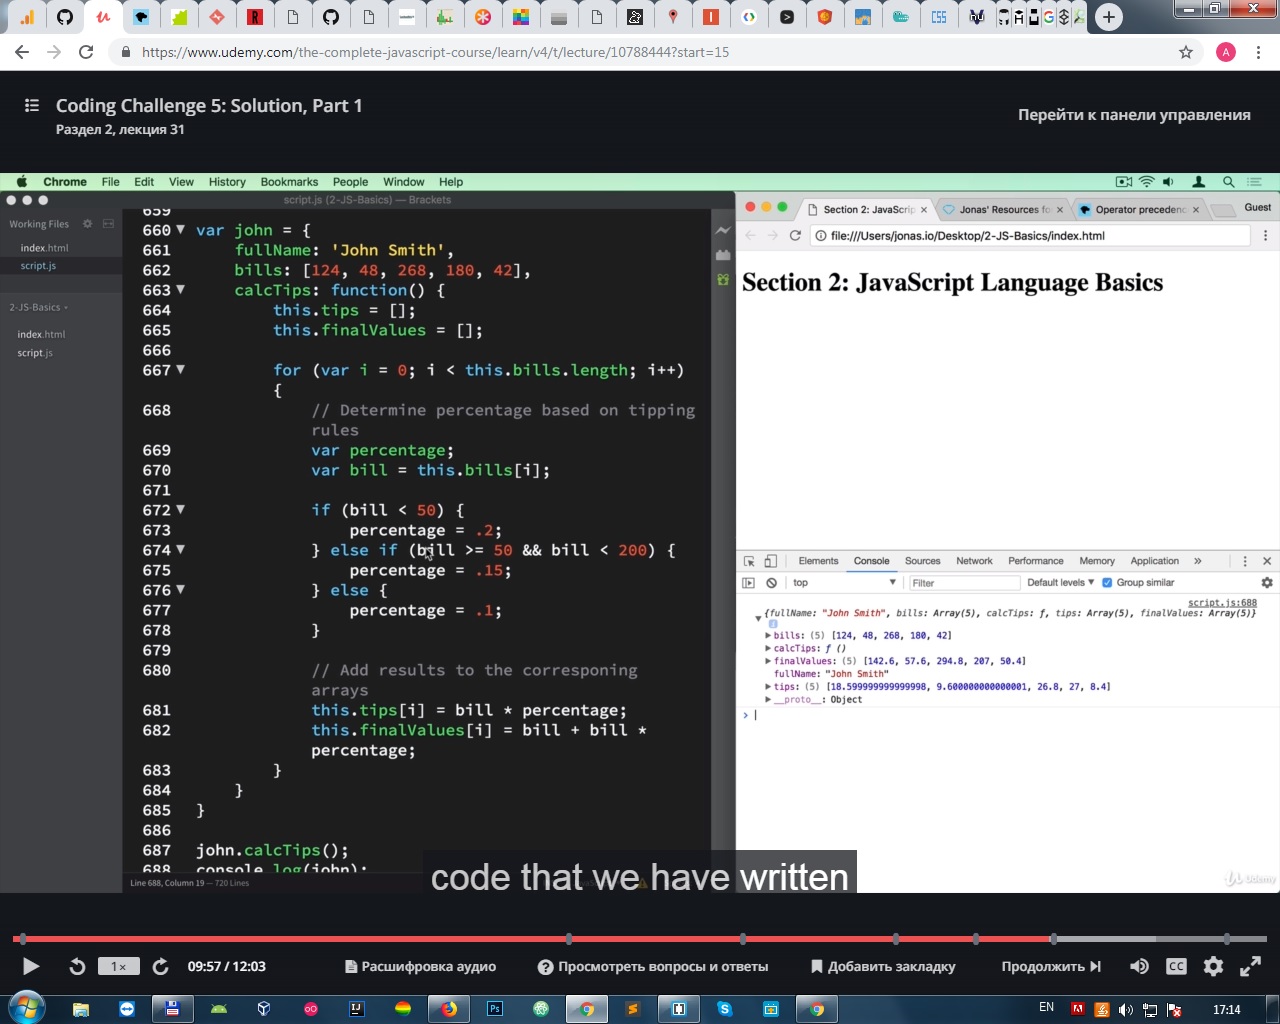 https://www.udemy.com/the-complete-javascript-course/learn/v4/t/lecture/10788444?start=15
A
Coding Challenge 5: Solution, Part 1
Раздел 2, лекция 31
Перейти к панели управления
Chrome File Edit View History Bookmarks People Window Help
script.js (2-JS-Basics) — Brackets
Working Files
index.html
script.js
2-JS-Basics
index.html
script.js
659
660 var john = {
661 fullName: 'John Smith',
662 bills: [124, 48, 268, 180, 42],
663 calcTips: function() {
664 this.tips = [];
665 this.finalValues = [];
666
667 for (var i = 0; i < this.bills.length; i++)
{
668 // Determine percentage based on tipping
rules
669 var percentage;
670 var bill = this.bills[i];
671
672 if (bill < 50) {
673 percentage = .2;
674 } else if (bill >= 50 && bill < 200) {
675 percentage = .15;
676 } else {
677 percentage = .1;
678 }
679
680 // Add results to the corresponing
arrays
681 this.tips[i] = bill * percentage;
682 this.finalValues[i] = bill + bill *
percentage;
683 }
684 }
685 }
686
687 john.calcTips();
688 console.log(john);
Line 688, Column 19 — 720 Lines
Section 2: JavaScrip
Jonas' Resources fo
Operator precedenc
Guest
file:///Users/jonas.io/Desktop/2-JS-Basics/index.html
Section 2: JavaScript Language Basics
Elements Console Sources Network Performance Memory Application »
top Filter Default levels Group similar
script.js:688
{fullName: "John Smith", bills: Array(5), calcTips: ƒ, tips: Array(5), finalValues: Array(5)}
bills: (5) [124, 48, 268, 180, 42]
calcTips: ƒ ()
finalValues: (5) [142.6, 57.6, 294.8, 207, 50.4]
fullName: "John Smith"
tips: (5) [18.599999999999998, 9.600000000000001, 26.8, 27, 8.4]
__proto__: Object
code that we have written
Udemy
1x
09:57 / 12:03
Расшифровка аудио
Просмотреть вопросы и ответы
Добавить закладку
Продолжить
CC
EN
17:14